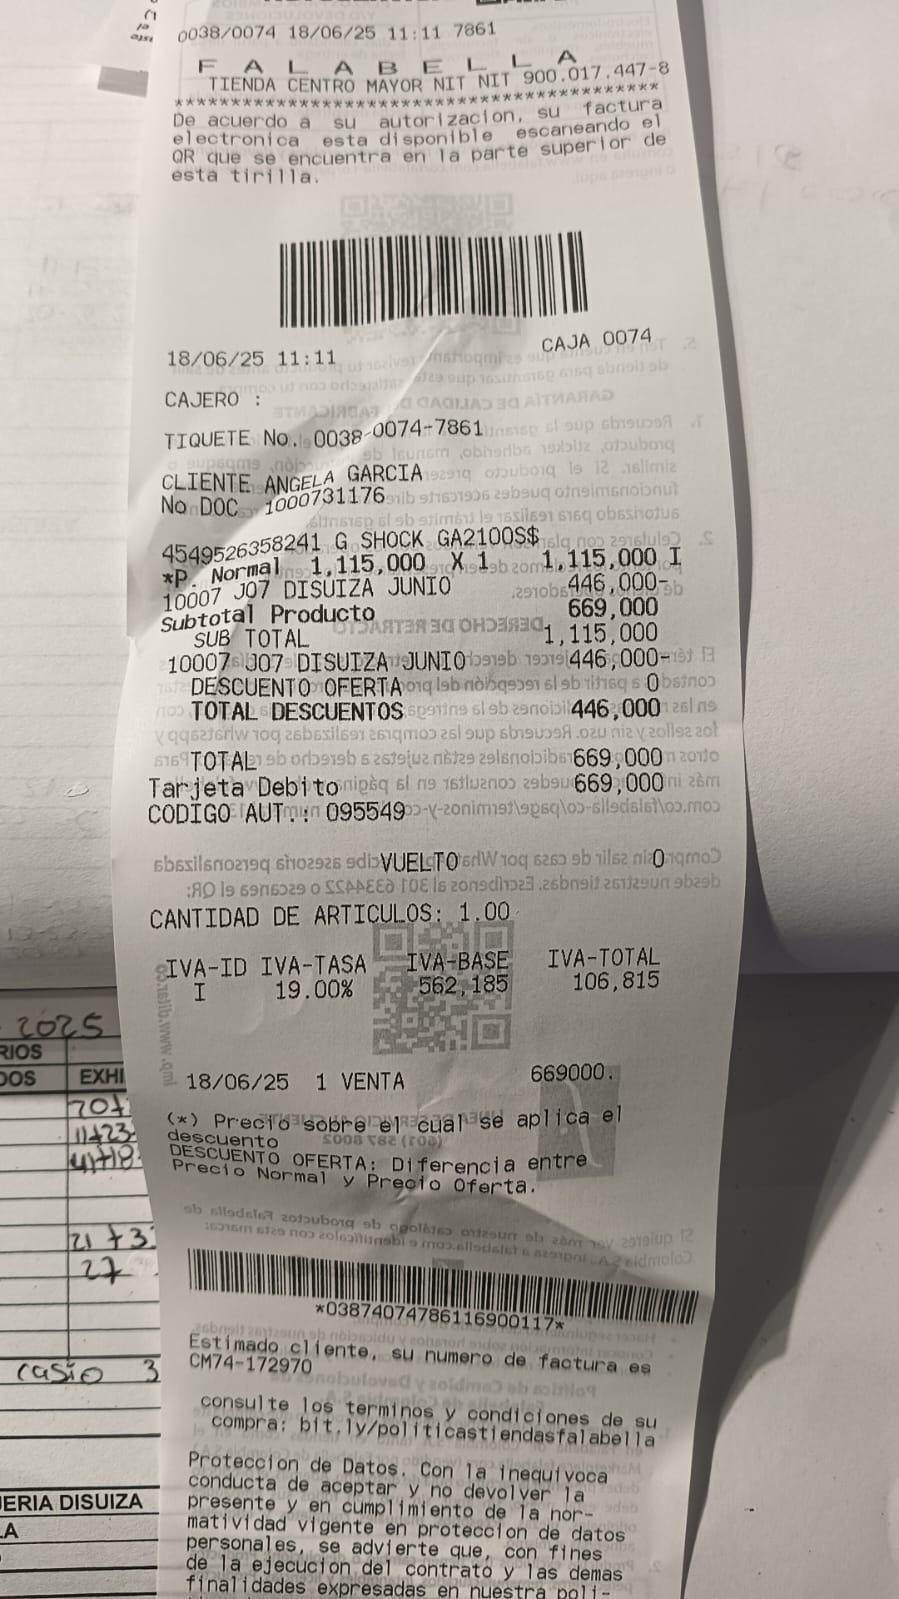 0038/0074 18/06/25 11:11 7861
F A L A B E L L A
TIENDA CENTRO MAYOR NIT NIT 900.017.447-8
****************************************
De acuerdo a su autorizacion, su factura
electronica esta disponible escaneando el
QR que se encuentra en la parte superior de
esta tirilla.
18/06/25 11:11 CAJA 0074
CAJERO :
TIQUETE No. 0038-0074-7861
CLIENTE ANGELA GARCIA
No DOC 1000731176
4549526358241 G SHOCK GA2100S$
*P. Normal 1,115,000 X 1 1,115,000 I
10007 J07 DISUIZA JUNIO 446,000-
Subtotal Producto 669,000
SUB TOTAL 1,115,000
10007 J07 DISUIZA JUNIO 446,000-
DESCUENTO OFERTA 0
TOTAL DESCUENTOS 446,000
TOTAL 669,000
Tarjeta Debito 669,000
CODIGO AUT.: 095549
VUELTO 0
CANTIDAD DE ARTICULOS: 1.00
IVA-ID IVA-TASA IVA-BASE IVA-TOTAL
I 19.00% 562,185 106,815
18/06/25 1 VENTA 669000.
(*) Precio sobre el cual se aplica el
descuento
DESCUENTO OFERTA: Diferencia entre
Precio Normal y Precio Oferta.
*03874074786116900117*
Estimado cliente, su numero de factura es
CM74-172970
consulte los terminos y condiciones de su
compra: bit.ly/politicastiendasfalabella
Proteccion de Datos. Con la inequivoca
conducta de aceptar y no devolver la
presente y en cumplimiento de la nor-
matividad vigente en proteccion de datos
personales, se advierte que, con fines
de la ejecucion del contrato y las demas
finalidades expresadas en nuestra poli-
2025
RIOS
DOS EXHI
21 + 3
27
casio 3
JERIA DISUIZA